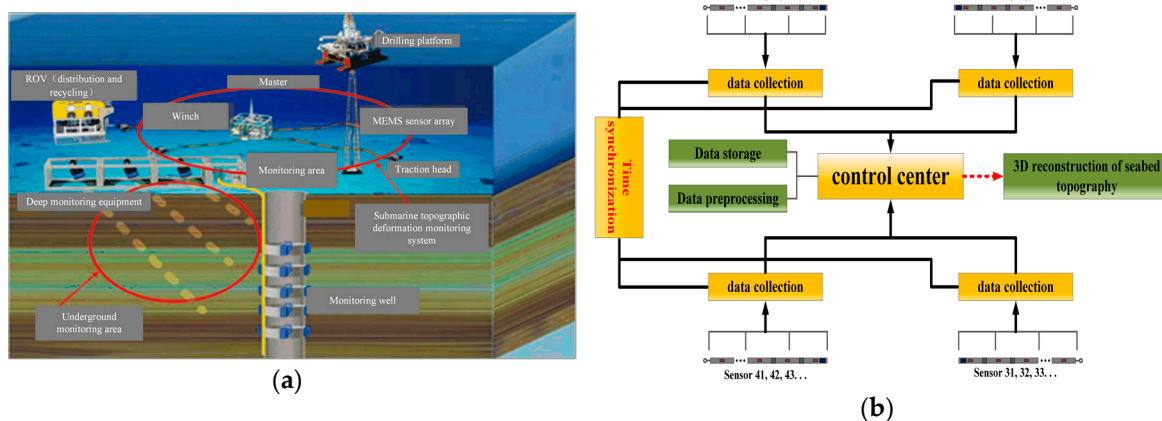 Drilling platform
ROV（distribution and
recycling）
Master
Winch
MEMS sensor array
Monitoring area
Traction head
Deep monitoring equipment
Submarine topographic
deformation monitoring
system
Monitoring well
Underground
monitoring area
(a)
data collection
data collection
Time
synchronization
Data storage
Data preprocessing
control center
3D reconstruction of seabed
topography
data collection
data collection
Sensor 41, 42, 43. . .
Sensor 31, 32, 33. . .
(b)